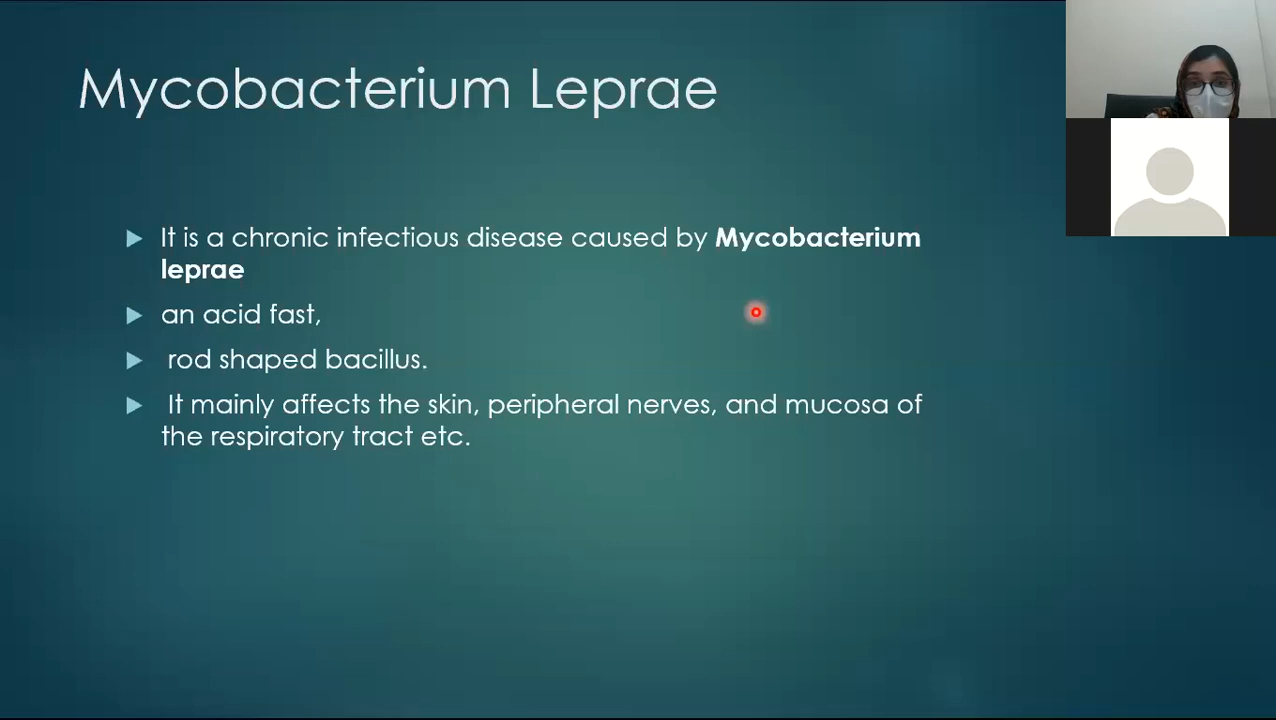 Mycobacterium Leprae
It is a chronic infectious disease caused by Mycobacterium
leprae
an acid fast,
rod shaped bacillus.
It mainly affects the skin, peripheral nerves, and mucosa of
the respiratory tract etc.